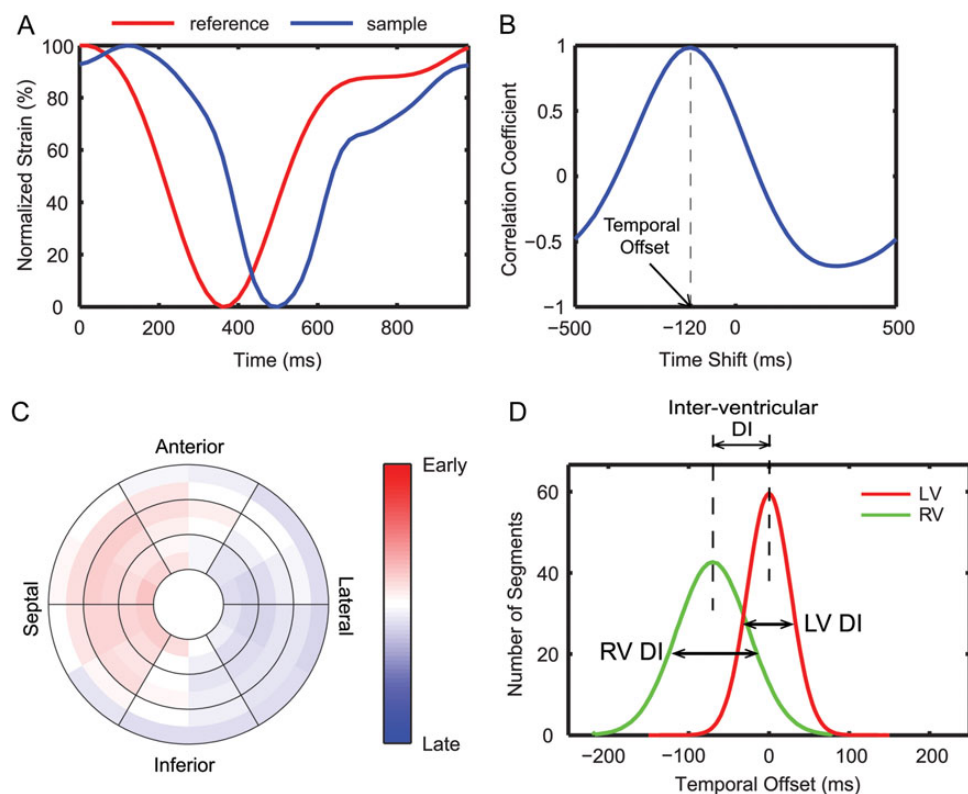 A
reference
sample
100
80
60
40
20
0
Normalized Strain (%)
0
200
400
600
800
Time (ms)
B
1
0.5
0
−0.5
−1
Correlation Coefficient
Temporal
Offset
−500
−120
0
500
Time Shift (ms)
C
Anterior
Septal
Lateral
Inferior
Early
Late
D
Inter-ventricular
DI
60
40
20
0
Number of Segments
LV
RV
LV DI
RV DI
−200
−100
0
100
200
Temporal Offset (ms)